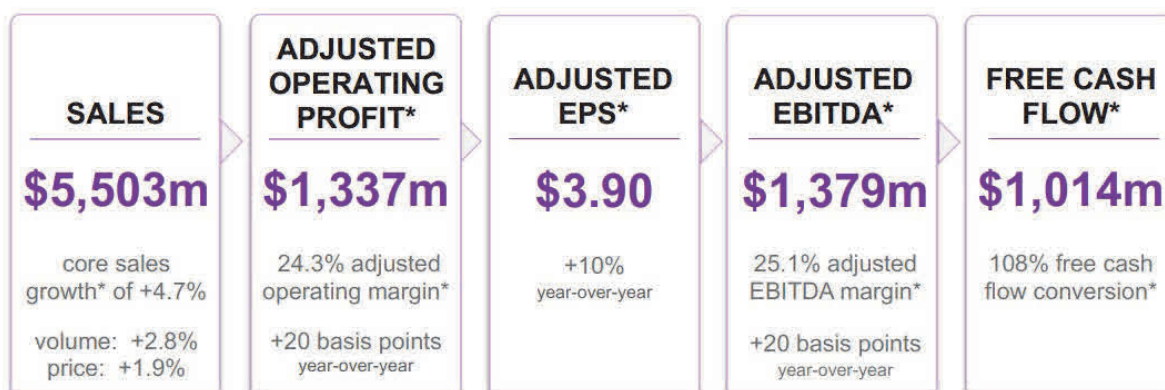 SALES
$5,503m
core sales
growth* of +4.7%
volume: +2.8%
price: +1.9%
ADJUSTED
OPERATING
PROFIT*
$1,337m
24.3% adjusted
operating margin*
+20 basis points
year-over-year
ADJUSTED
EPS*
$3.90
+10%
year-over-year
ADJUSTED
EBITDA*
$1,379m
25.1% adjusted
EBITDA margin*
+20 basis points
year-over-year
FREE CASH
FLOW*
$1,014m
108% free cash
flow conversion*